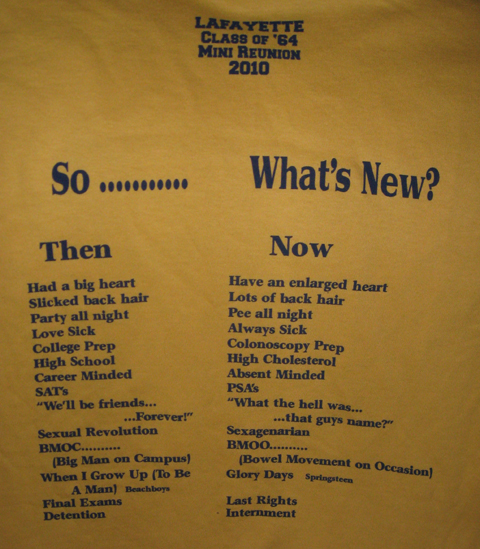 LAFAYETTE
CLASS OF '64
MINI REUNION
2010
So ........... What's New?
Then Now
Had a big heart Have an enlarged heart
Slicked back hair Lots of back hair
Party all night Pee all night
Love Sick Always Sick
College Prep Colonoscopy Prep
High School High Cholesterol
Career Minded Absent Minded
SAT's PSA's
"We'll be friends... "What the hell was...
...Forever!" ...that guys name?"
Sexual Revolution Sexagenarian
BMOC.......... BMOO..........
(Big Man on Campus) (Bowel Movement on Occasion)
When I Grow Up (To Be Glory Days Springsteen
A Man) Beachboys
Final Exams Last Rights
Detention Internment